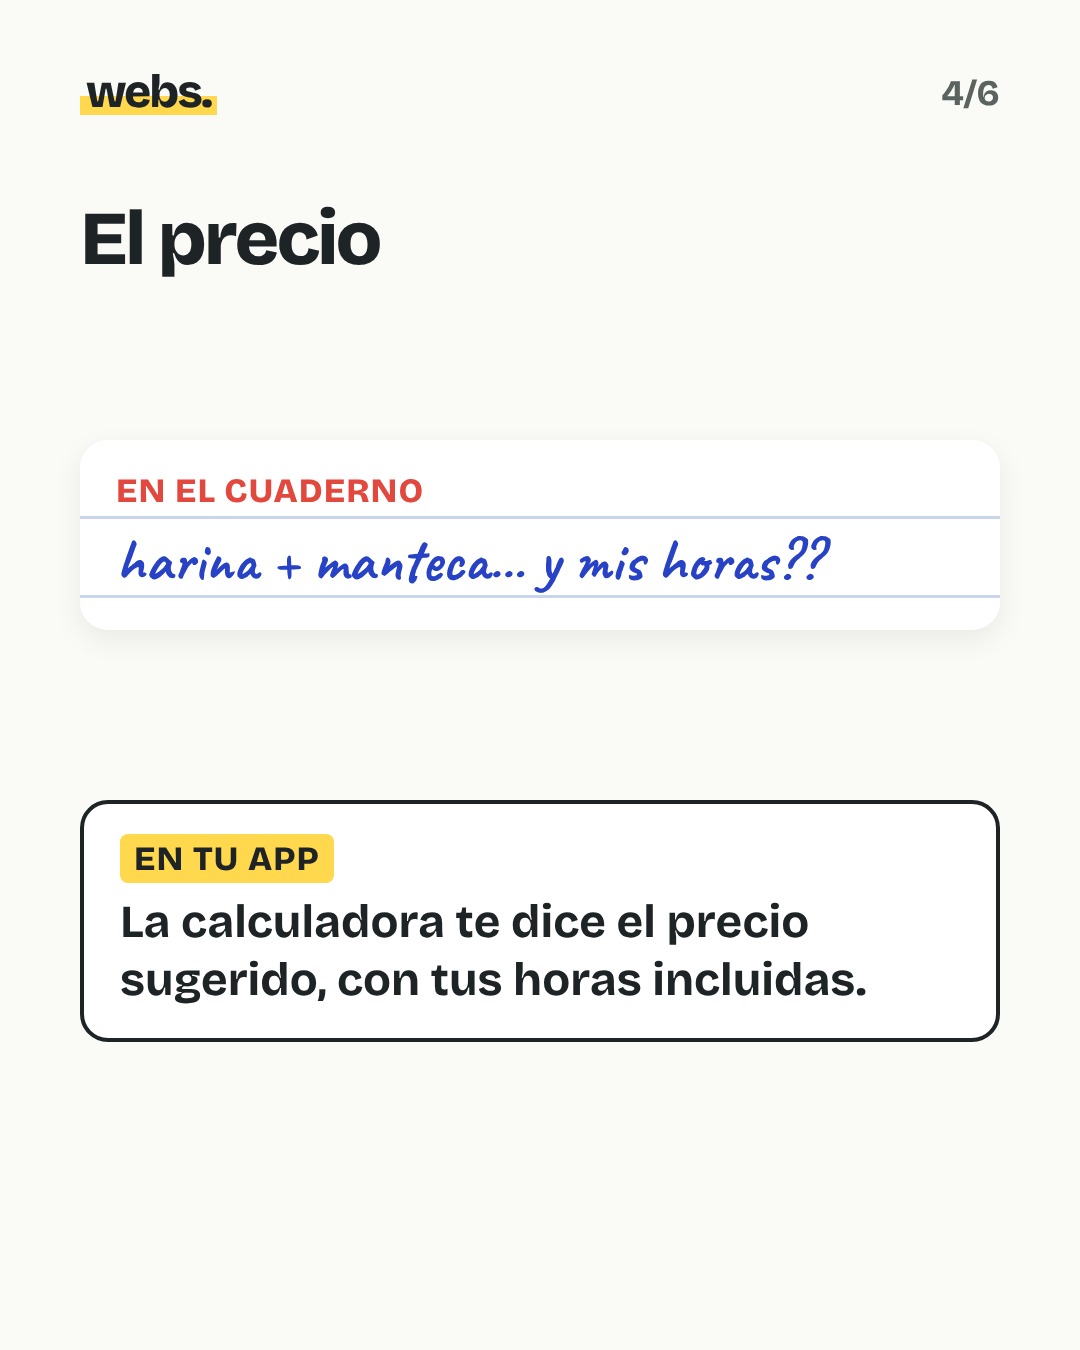 webs.
4/6
El precio
EN EL CUADERNO
harina + manteca... y mis horas??
EN TU APP
La calculadora te dice el precio
sugerido, con tus horas incluidas.